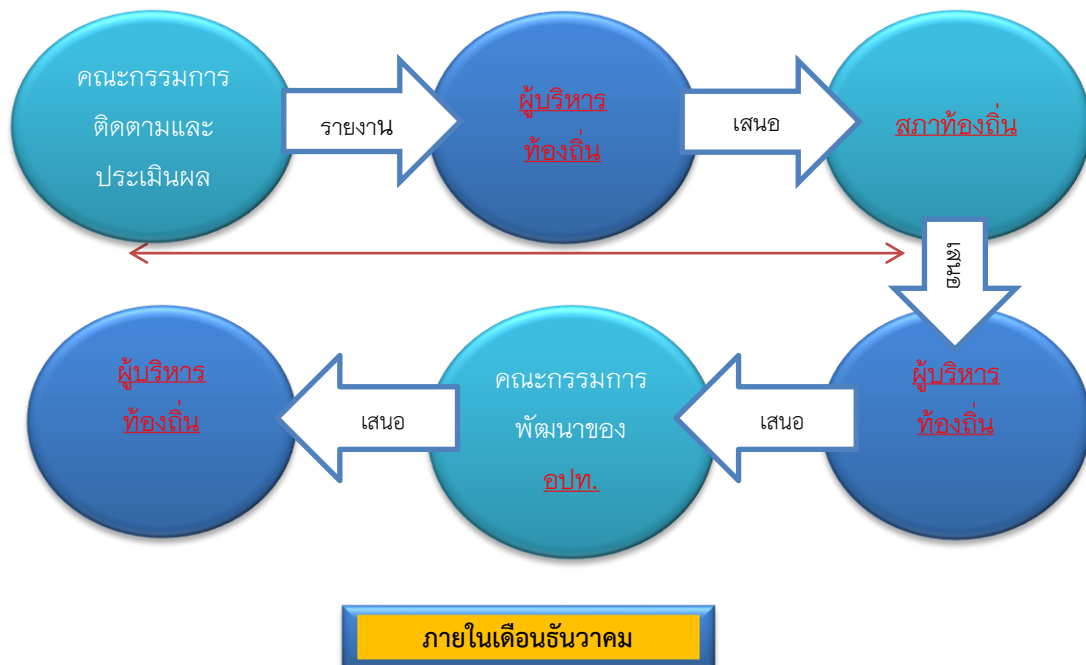 คณะกรรมการ
ติดตามและ
ประเมินผล
รายงาน
ผู้บริหาร
ท้องถิ่น
เสนอ
สภาท้องถิ่น
เสนอ
ผู้บริหาร
ท้องถิ่น
เสนอ
คณะกรรมการ
พัฒนาของ
อปท.
เสนอ
ผู้บริหาร
ท้องถิ่น
ภายในเดือนธันวาคม